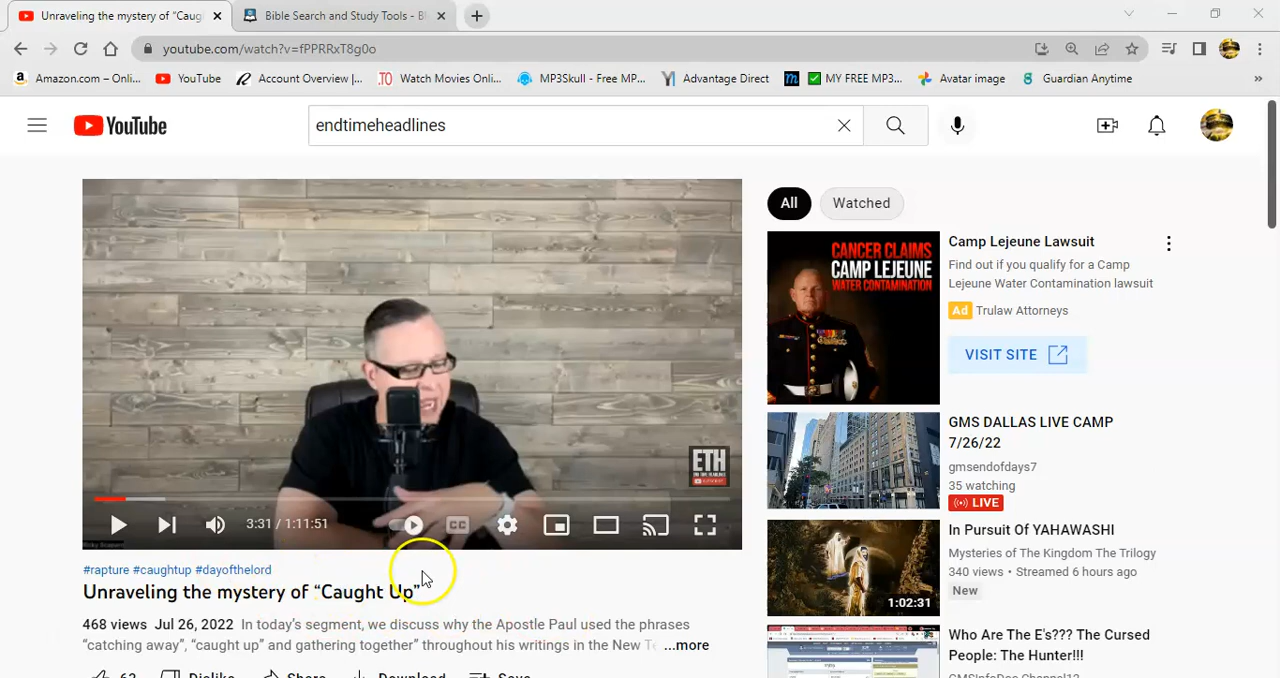 Unraveling the mystery of “Caug
Bible Search and Study Tools - Bl
youtube.com/watch?v=fPPRRxT8g0o
Amazon.com – Onli...
YouTube
Account Overview |...
.TO Watch Movies Onli...
MP3Skull - Free MP...
Advantage Direct
m
MY FREE MP3...
Avatar image
Guardian Anytime
»
YouTube
endtimeheadlines
ETH
3:31 / 1:11:51
CC
#rapture #caughtup #dayofthelord
Unraveling the mystery of “Caught Up”
468 views Jul 26, 2022 In today's segment, we discuss why the Apostle Paul used the phrases
“catching away” “caught up” and gathering together” throughout his writings in the New Te ...more
Dislike
Share
Download
Save
All
Watched
CANCER CLAIMS
CAMP LEJEUNE
WATER CONTAMINATION
Camp Lejeune Lawsuit
Find out if you qualify for a Camp
Lejeune Water Contamination lawsuit
Ad Trulaw Attorneys
VISIT SITE
GMS DALLAS LIVE CAMP
7/26/22
gmsendofdays7
35 watching
LIVE
In Pursuit Of YAHAWASHI
Mysteries of The Kingdom The Trilogy
340 views • Streamed 6 hours ago
New
1:02:31
Who Are The E's??? The Cursed
People: The Hunter!!!
GMSInfoDoc Channel12